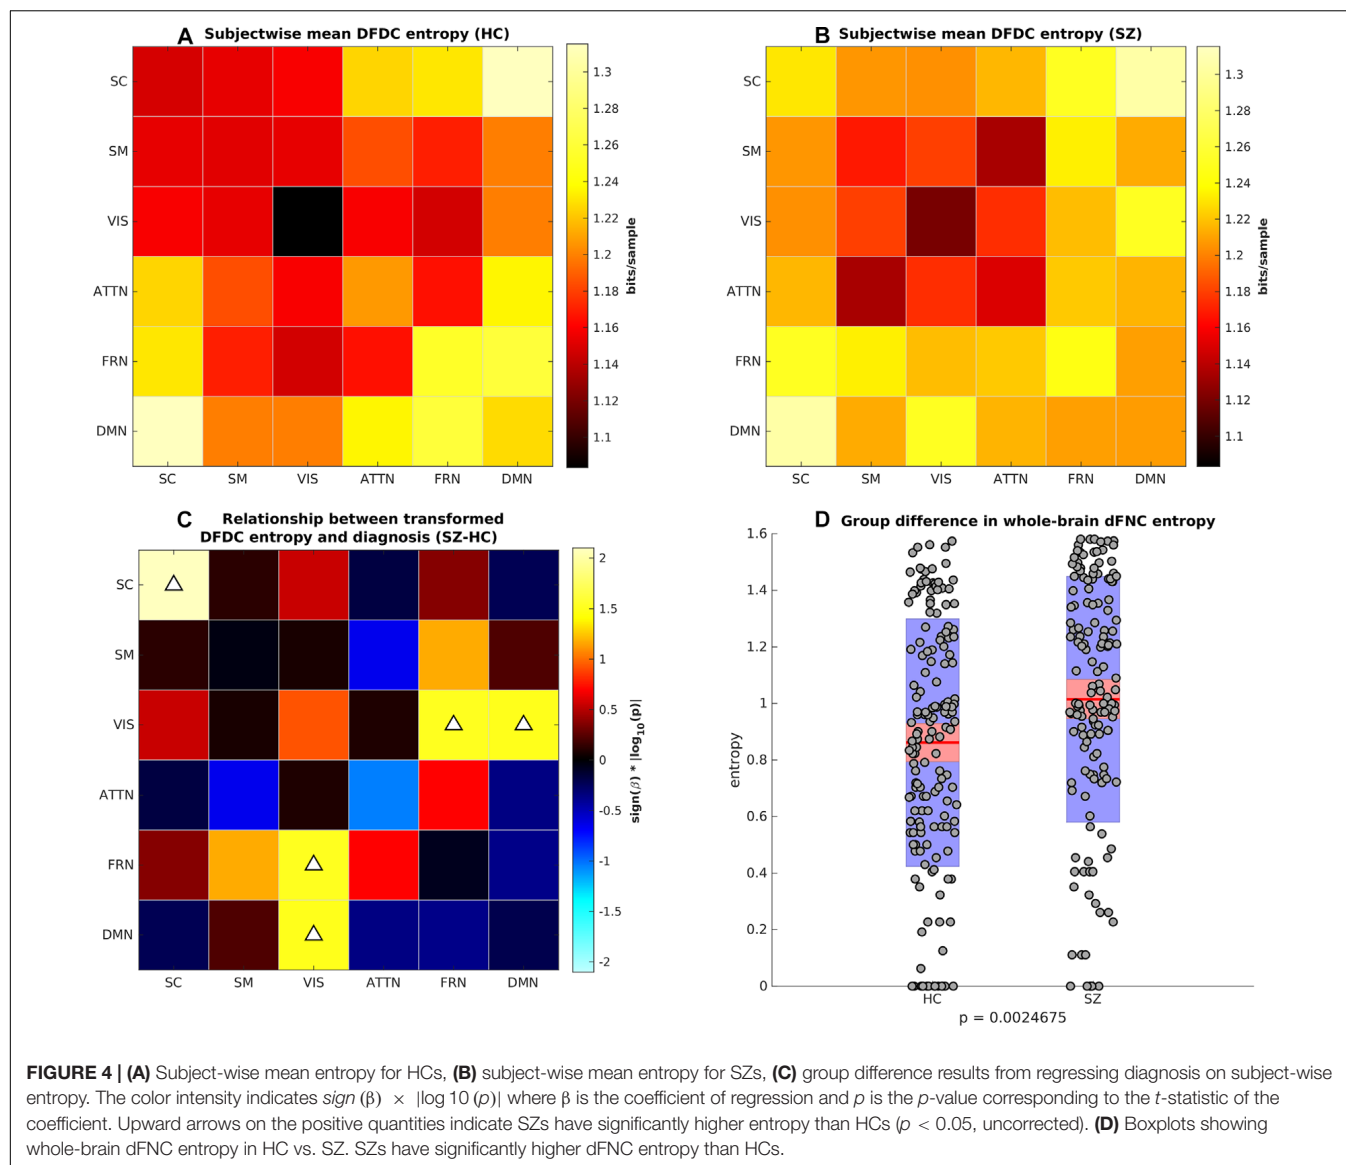 A Subjectwise mean DFDC entropy (HC)
SC
SM
VIS
ATTN
FRN
DMN
SC SM VIS ATTN FRN DMN
1.3
1.28
1.26
1.24
1.22
1.2
1.18
1.16
1.14
1.12
1.1
bits/sample
B Subjectwise mean DFDC entropy (SZ)
SC
SM
VIS
ATTN
FRN
DMN
SC SM VIS ATTN FRN DMN
1.3
1.28
1.26
1.24
1.22
1.2
1.18
1.16
1.14
1.12
1.1
bits/sample
C Relationship between transformed
DFDC entropy and diagnosis (SZ-HC)
SC
SM
VIS
ATTN
FRN
DMN
SC SM VIS ATTN FRN DMN
2
1.5
1
0.5
0
-0.5
-1
-1.5
-2
sign(β) * |log10(p)|
D Group difference in whole-brain dFNC entropy
1.6
1.4
1.2
1
0.8
0.6
0.4
0.2
0
entropy
HC SZ
p = 0.0024675
FIGURE 4 | (A) Subject-wise mean entropy for HCs, (B) subject-wise mean entropy for SZs, (C) group difference results from regressing diagnosis on subject-wise
entropy. The color intensity indicates sign (β) × |log 10 (p)| where β is the coefficient of regression and p is the p-value corresponding to the t-statistic of the
coefficient. Upward arrows on the positive quantities indicate SZs have significantly higher entropy than HCs (p < 0.05, uncorrected). (D) Boxplots showing
whole-brain dFNC entropy in HC vs. SZ. SZs have significantly higher dFNC entropy than HCs.